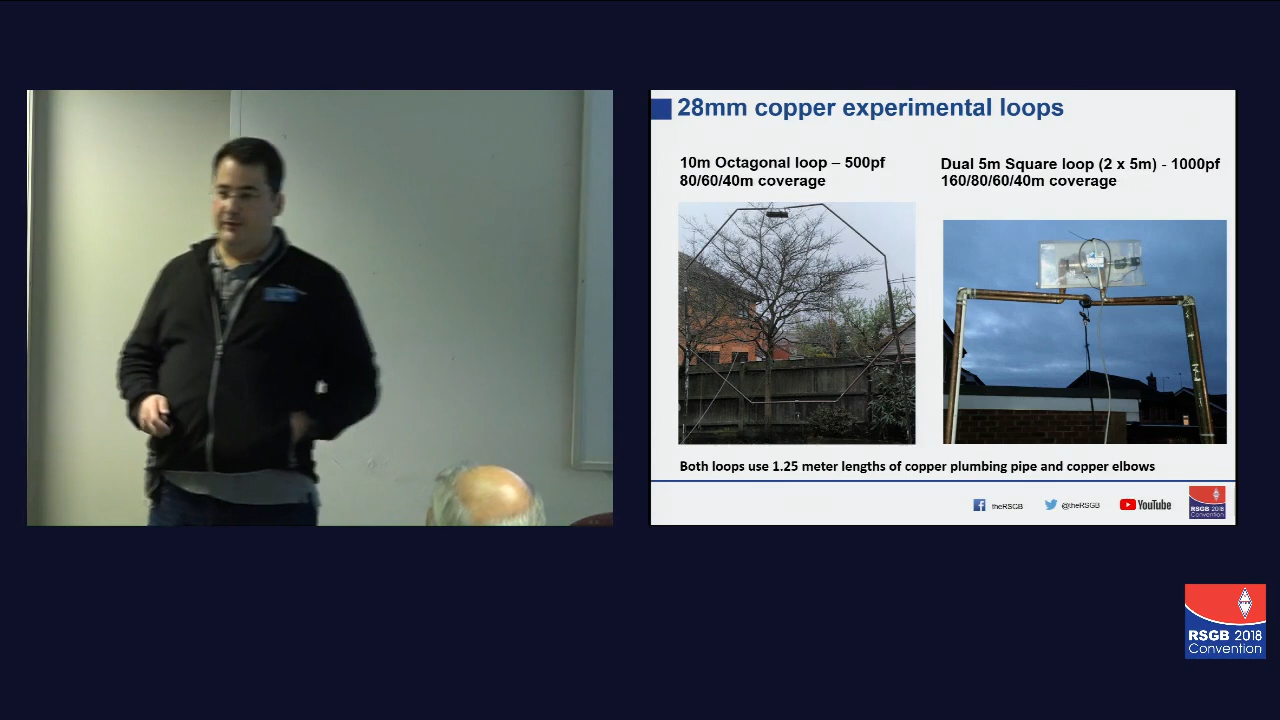 28mm copper experimental loops
10m Octagonal loop – 500pf
80/60/40m coverage
Dual 5m Square loop (2 x 5m) - 1000pf
160/80/60/40m coverage
Both loops use 1.25 meter lengths of copper plumbing pipe and copper elbows
theRSGB
@theRSGB
YouTube
RSGB 2018
Convention
RSGB 2018
Convention